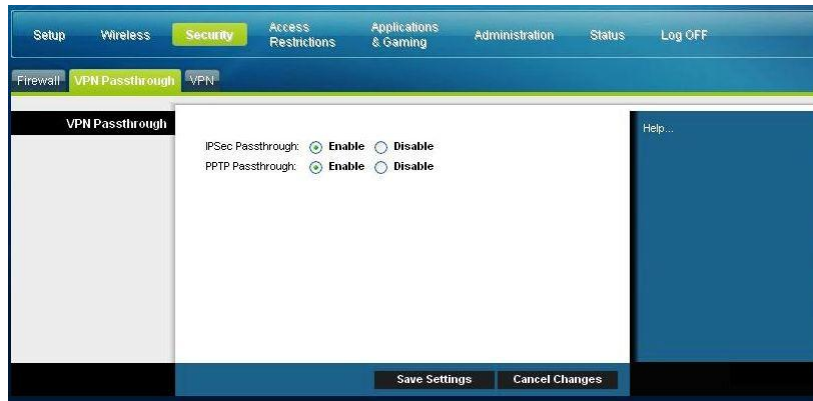 Setup Wireless Security Access Restrictions Applications & Gaming Administration Status Log OFF
Firewall VPN Passthrough VPN
VPN Passthrough
Help...
IPSec Passthrough: Enable Disable
PPTP Passthrough: Enable Disable
Save Settings Cancel Changes